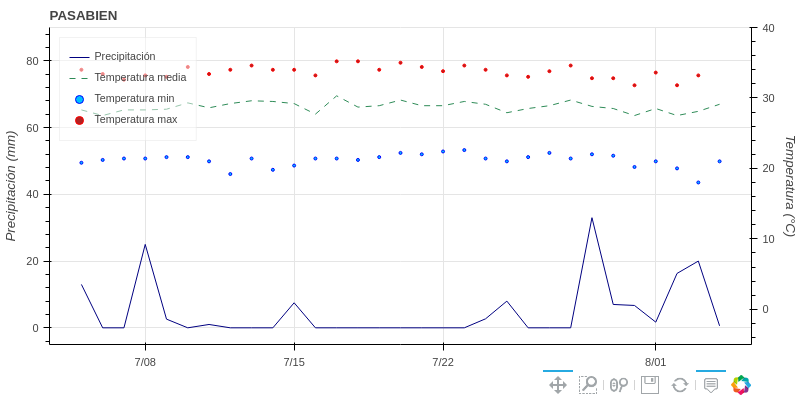 PASABIEN
Precipitación
Temperatura media
Temperatura min
Temperatura max
Precipitación (mm)
Temperatura (°C)
80
60
40
20
0
40
30
20
10
0
7/08
7/15
7/22
8/01